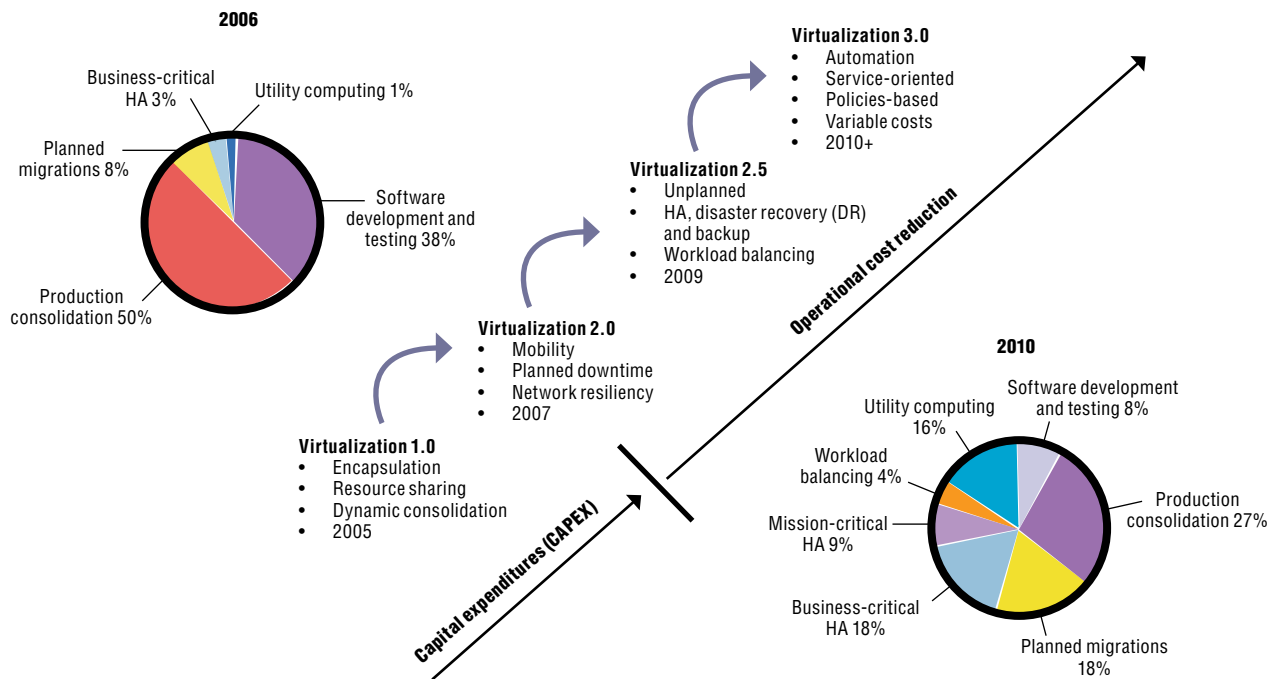 2006
Business-critical
HA 3%
Utility computing 1%
Planned
migrations 8%
Software
development and
testing 38%
Production
consolidation 50%
Virtualization 1.0
• Encapsulation
• Resource sharing
• Dynamic consolidation
• 2005
Virtualization 2.0
• Mobility
• Planned downtime
• Network resiliency
• 2007
Virtualization 2.5
• Unplanned
• HA, disaster recovery (DR)
and backup
• Workload balancing
• 2009
Virtualization 3.0
• Automation
• Service-oriented
• Policies-based
• Variable costs
• 2010+
Capital expenditures (CAPEX)
Operational cost reduction
2010
Software development
and testing 8%
Utility computing
16%
Workload
balancing 4%
Production
consolidation 27%
Mission-critical
HA 9%
Business-critical
HA 18%
Planned migrations
18%